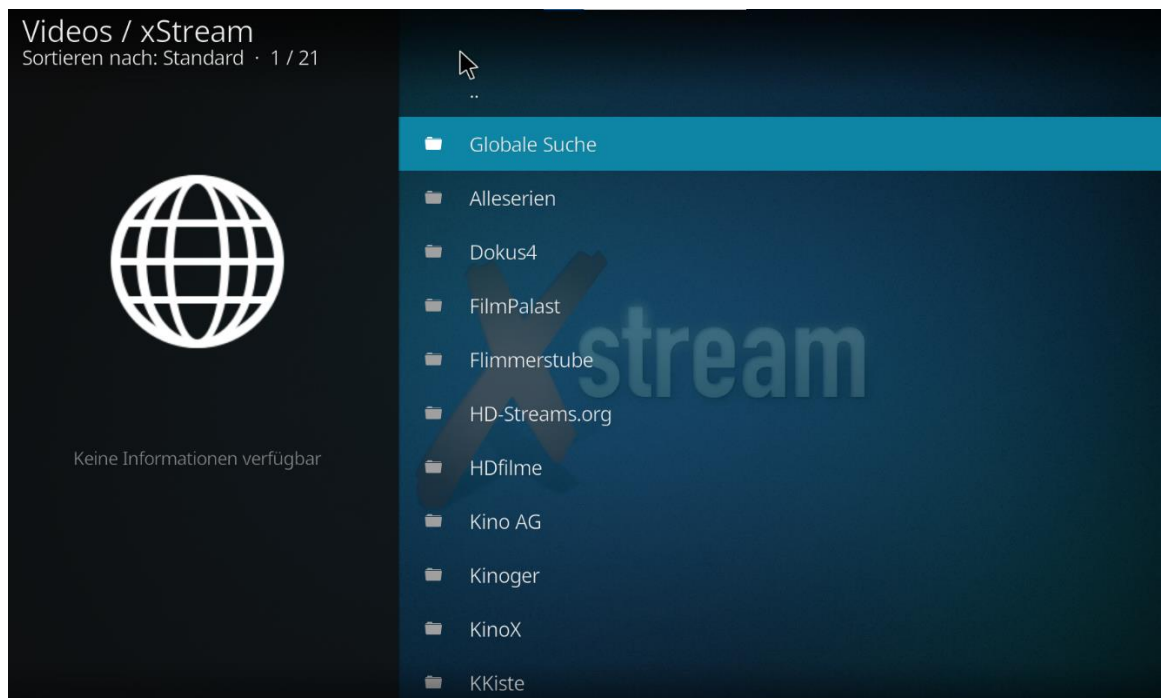 Videos / xStream
Sortieren nach: Standard · 1 / 21
Keine Informationen verfügbar
..
Globale Suche
Alleserien
Dokus4
FilmPalast
Flimmerstube
HD-Streams.org
HDfilme
Kino AG
Kinoger
KinoX
KKiste
Xstream